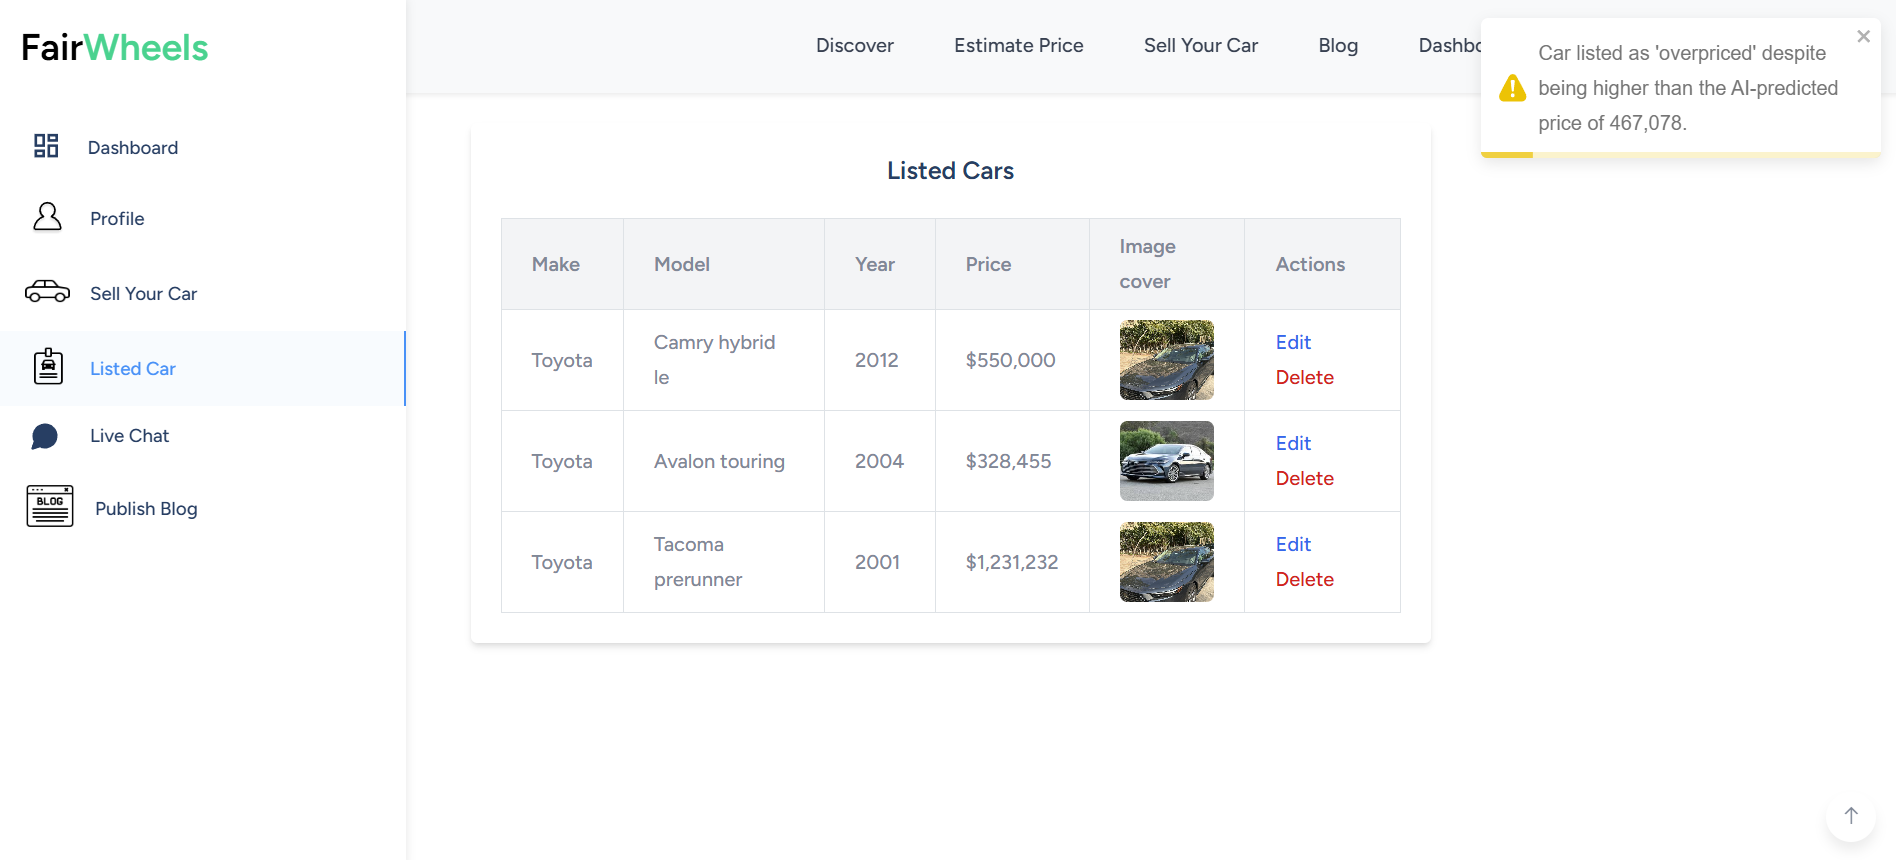 FairWheels
Discover
Estimate Price
Sell Your Car
Blog
Dashbo
Car listed as 'overpriced' despite
being higher than the AI-predicted
price of 467,078.
Dashboard
Profile
Sell Your Car
Listed Car
Live Chat
BLOG
Publish Blog
Listed Cars
Make
Model
Year
Price
Image
cover
Actions
Toyota
Camry hybrid
le
2012
$550,000
Edit
Delete
Toyota
Avalon touring
2004
$328,455
Edit
Delete
Toyota
Tacoma
prerunner
2001
$1,231,232
Edit
Delete